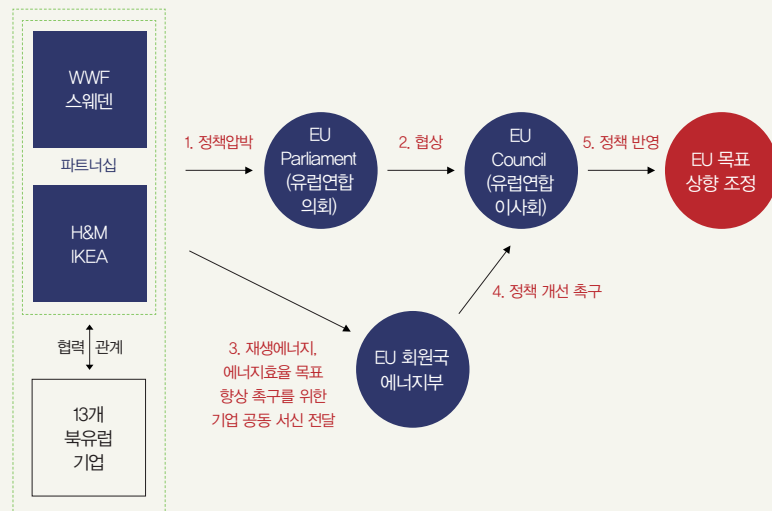 WWF
스웨덴
파트너십
H&M
IKEA
협력 관계
13개
북유럽
기업
1. 정책압박
EU
Parliament
(유럽연합
의회)
2. 협상
EU
Council
(유럽연합
이사회)
5. 정책 반영
EU 목표
상향 조정
3. 재생에너지,
에너지효율 목표
향상 촉구를 위한
기업 공동 서신 전달
EU 회원국
에너지부
4. 정책 개선 촉구